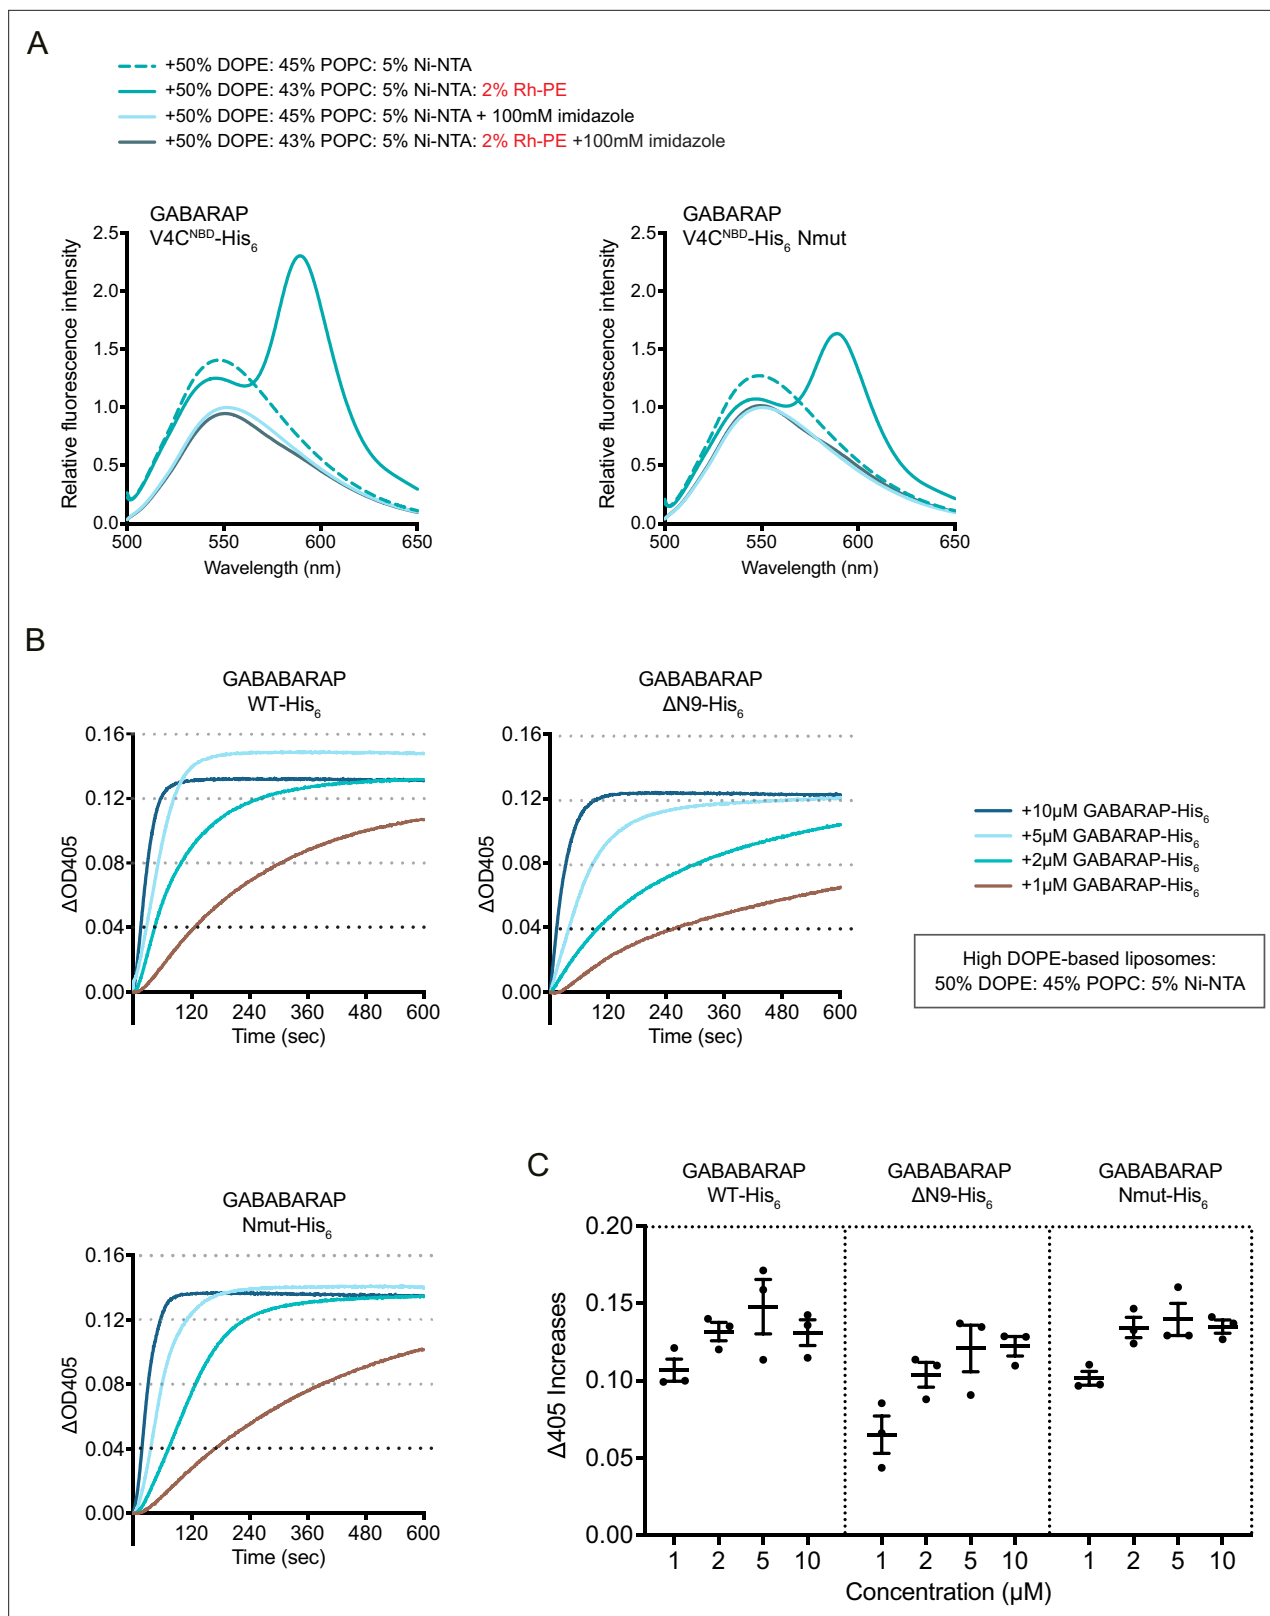 A
+50% DOPE: 45% POPC: 5% Ni-NTA
+50% DOPE: 43% POPC: 5% Ni-NTA: 2% Rh-PE
+50% DOPE: 45% POPC: 5% Ni-NTA + 100mM imidazole
+50% DOPE: 43% POPC: 5% Ni-NTA: 2% Rh-PE +100mM imidazole
GABARAP
V4C^NBD-His₆
Relative fluorescence intensity
2.5
2.0
1.5
1.0
0.5
0.0
500 550 600 650
Wavelength (nm)
GABARAP
V4C^NBD-His₆ Nmut
Relative fluorescence intensity
2.5
2.0
1.5
1.0
0.5
0.0
500 550 600 650
Wavelength (nm)
B
GABABARAP
WT-His₆
ΔOD405
0.16
0.12
0.08
0.04
0.00
120 240 360 480 600
Time (sec)
GABABARAP
ΔN9-His₆
ΔOD405
0.16
0.12
0.08
0.04
0.00
120 240 360 480 600
Time (sec)
+10µM GABARAP-His₆
+5µM GABARAP-His₆
+2µM GABARAP-His₆
+1µM GABARAP-His₆
High DOPE-based liposomes:
50% DOPE: 45% POPC: 5% Ni-NTA
GABABARAP
Nmut-His₆
ΔOD405
0.16
0.12
0.08
0.04
0.00
120 240 360 480 600
Time (sec)
C
GABABARAP
WT-His₆
GABABARAP
ΔN9-His₆
GABABARAP
Nmut-His₆
Δ405 Increases
0.20
0.15
0.10
0.05
0.00
1 2 5 10 1 2 5 10 1 2 5 10
Concentration (µM)